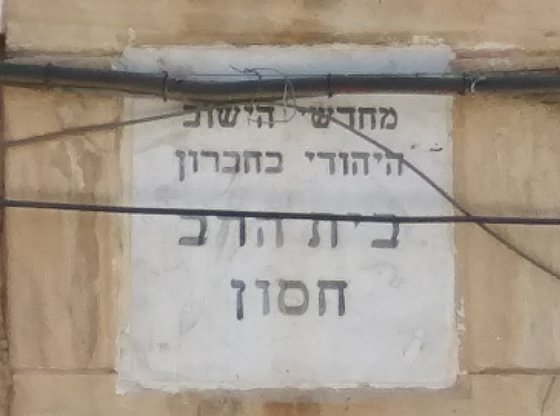 מחדשי הישוב
היהודי בחברון
בית הרב
חסון